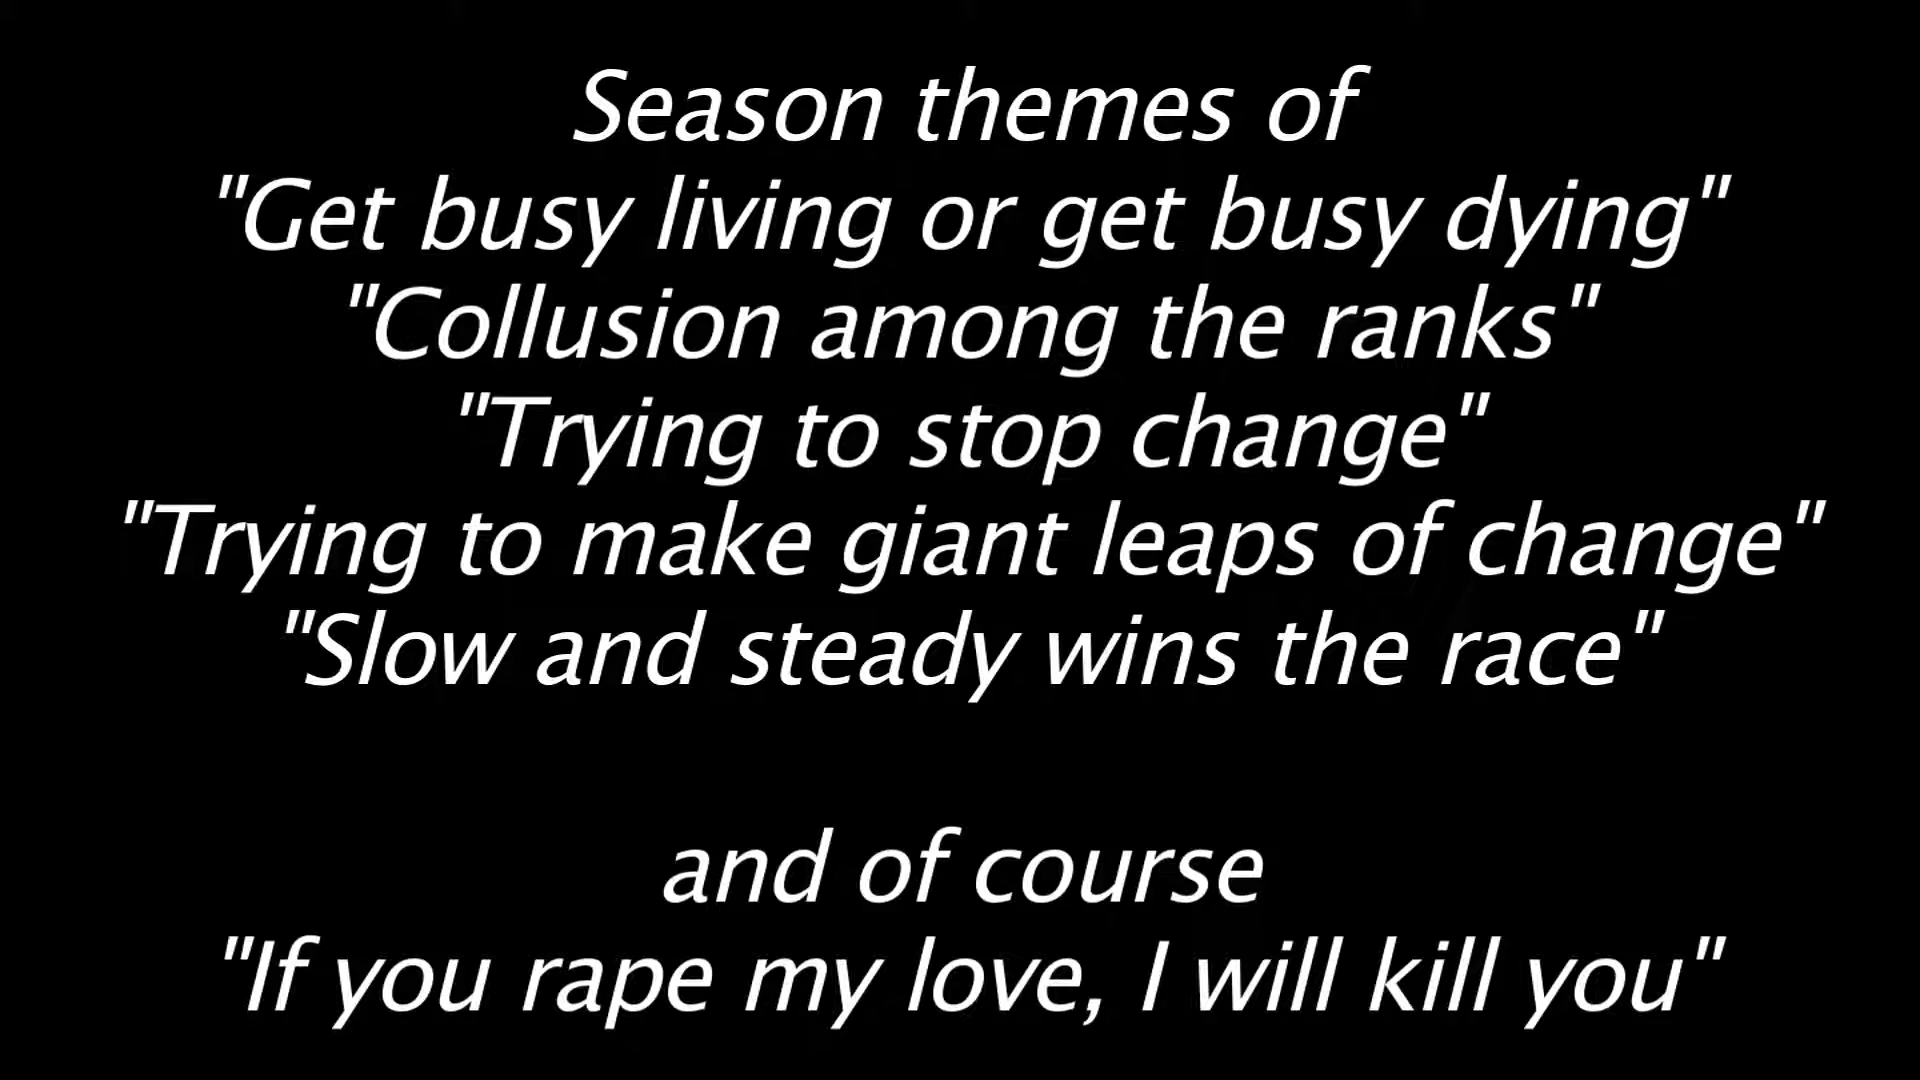 Season themes of
"Get busy living or get busy dying"
"Collusion among the ranks"
"Trying to stop change"
"Trying to make giant leaps of change"
"Slow and steady wins the race"
and of course
"If you rape my love, I will kill you"